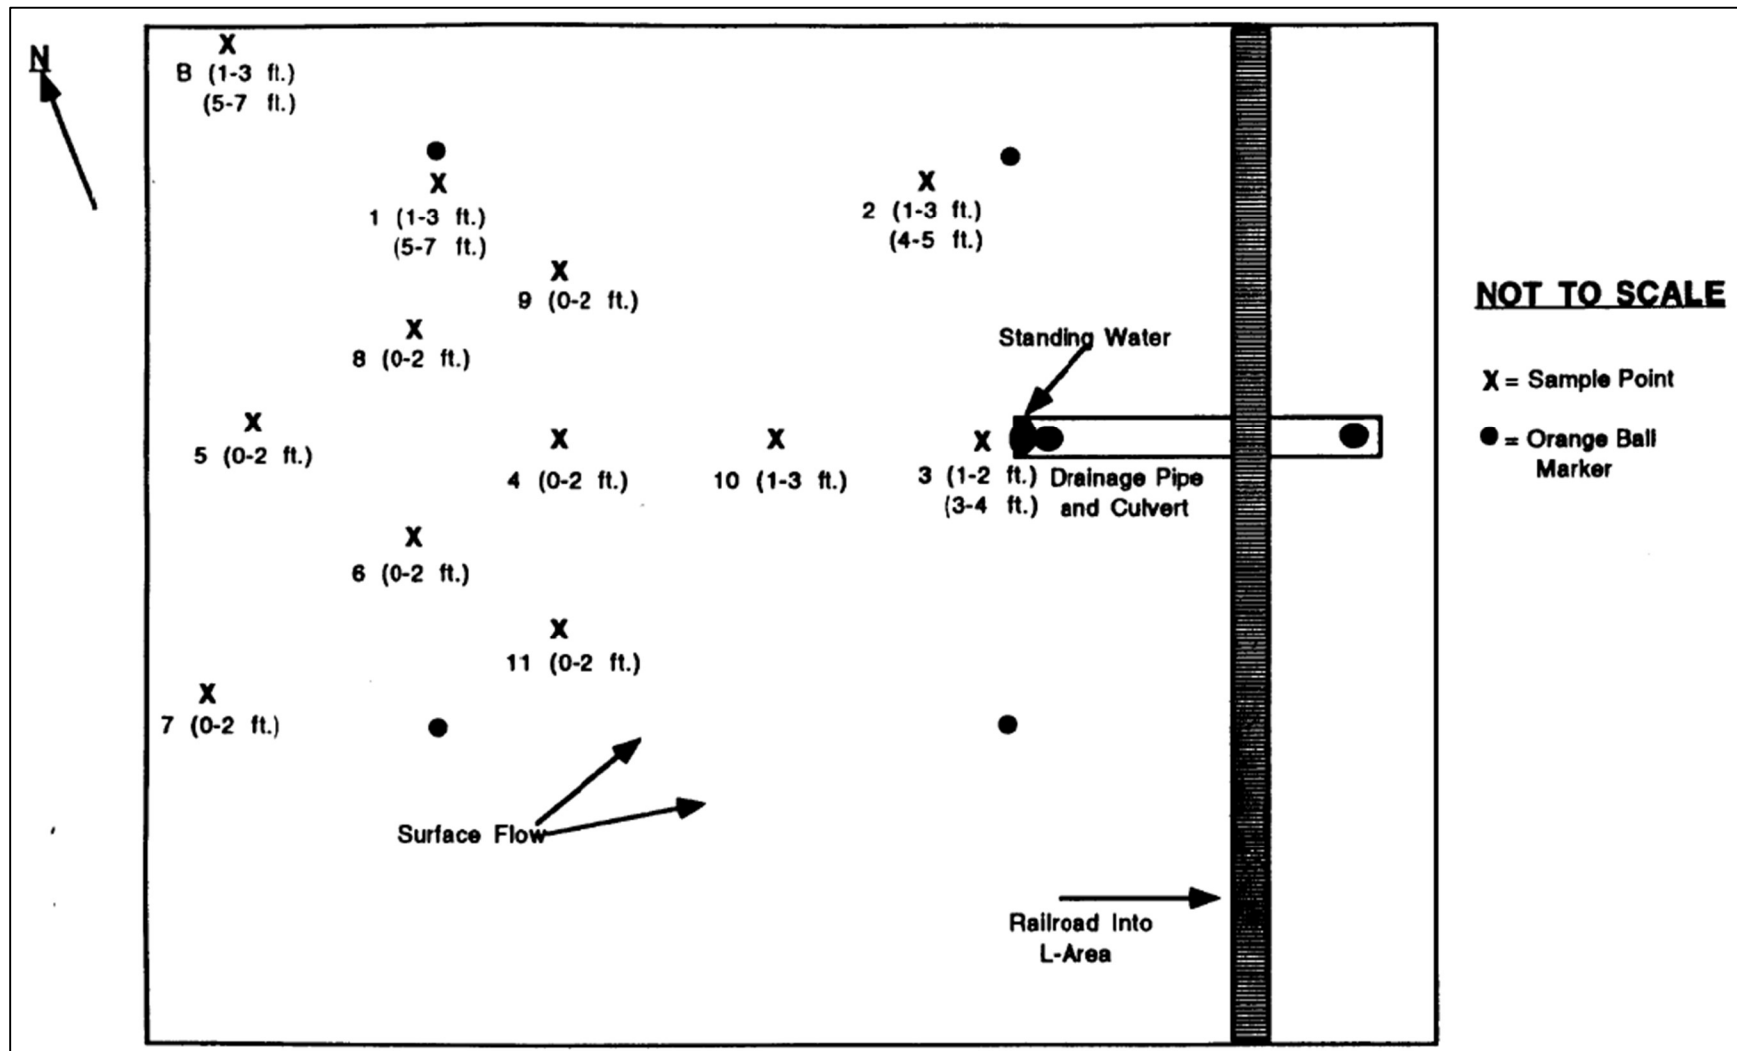 N
X
B (1-3 ft.)
(5-7 ft.)
X
1 (1-3 ft.)
(5-7 ft.)
X
2 (1-3 ft.)
(4-5 ft.)
X
9 (0-2 ft.)
X
8 (0-2 ft.)
Standing Water
X
5 (0-2 ft.)
X
4 (0-2 ft.)
X
10 (1-3 ft.)
X
3 (1-2 ft.)
(3-4 ft.)
Drainage Pipe
and Culvert
X
6 (0-2 ft.)
X
11 (0-2 ft.)
X
7 (0-2 ft.)
Surface Flow
Railroad Into
L-Area
NOT TO SCALE
X = Sample Point
= Orange Ball
Marker